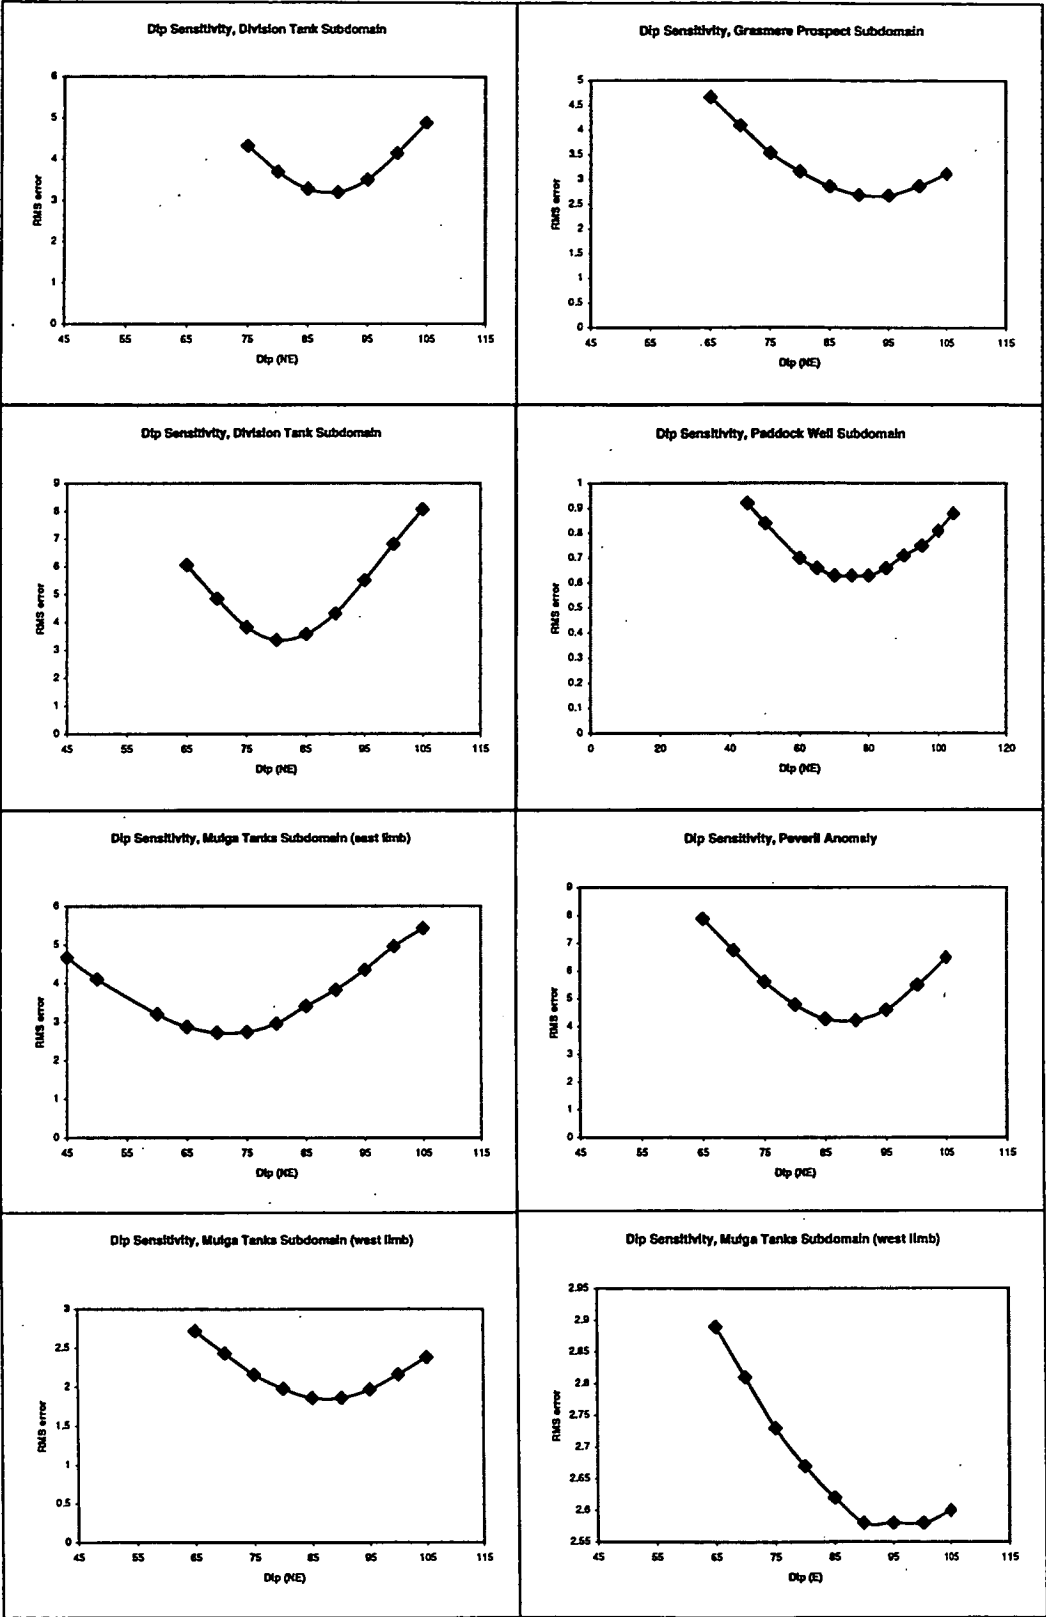 Dip Sensitivity, Division Tank Subdomain
6
5
4
3
2
1
0
RMS error
45 55 65 75 85 95 105 115
Dip (NE)
Dip Sensitivity, Grasmere Prospect Subdomain
5
4.5
4
3.5
3
2.5
2
1.5
1
0.5
0
RMS error
45 55 65 75 85 95 105 115
Dip (NE)
Dip Sensitivity, Division Tank Subdomain
9
8
7
6
5
4
3
2
1
0
RMS error
45 55 65 75 85 95 105 115
Dip (NE)
Dip Sensitivity, Paddock Well Subdomain
1
0.9
0.8
0.7
0.6
0.5
0.4
0.3
0.2
0.1
0
RMS error
0 20 40 60 80 100 120
Dip (NE)
Dip Sensitivity, Mulga Tanks Subdomain (east limb)
6
5
4
3
2
1
0
RMS error
45 55 65 75 85 95 105 115
Dip (NE)
Dip Sensitivity, Peveril Anomaly
9
8
7
6
5
4
3
2
1
0
RMS error
45 55 65 75 85 95 105 115
Dip (NE)
Dip Sensitivity, Mulga Tanks Subdomain (west limb)
3
2.5
2
1.5
1
0.5
0
RMS error
45 55 65 75 85 95 105 115
Dip (NE)
Dip Sensitivity, Mulga Tanks Subdomain (west limb)
2.95
2.9
2.85
2.8
2.75
2.7
2.65
2.6
2.55
RMS error
45 55 65 75 85 95 105 115
Dip (E)